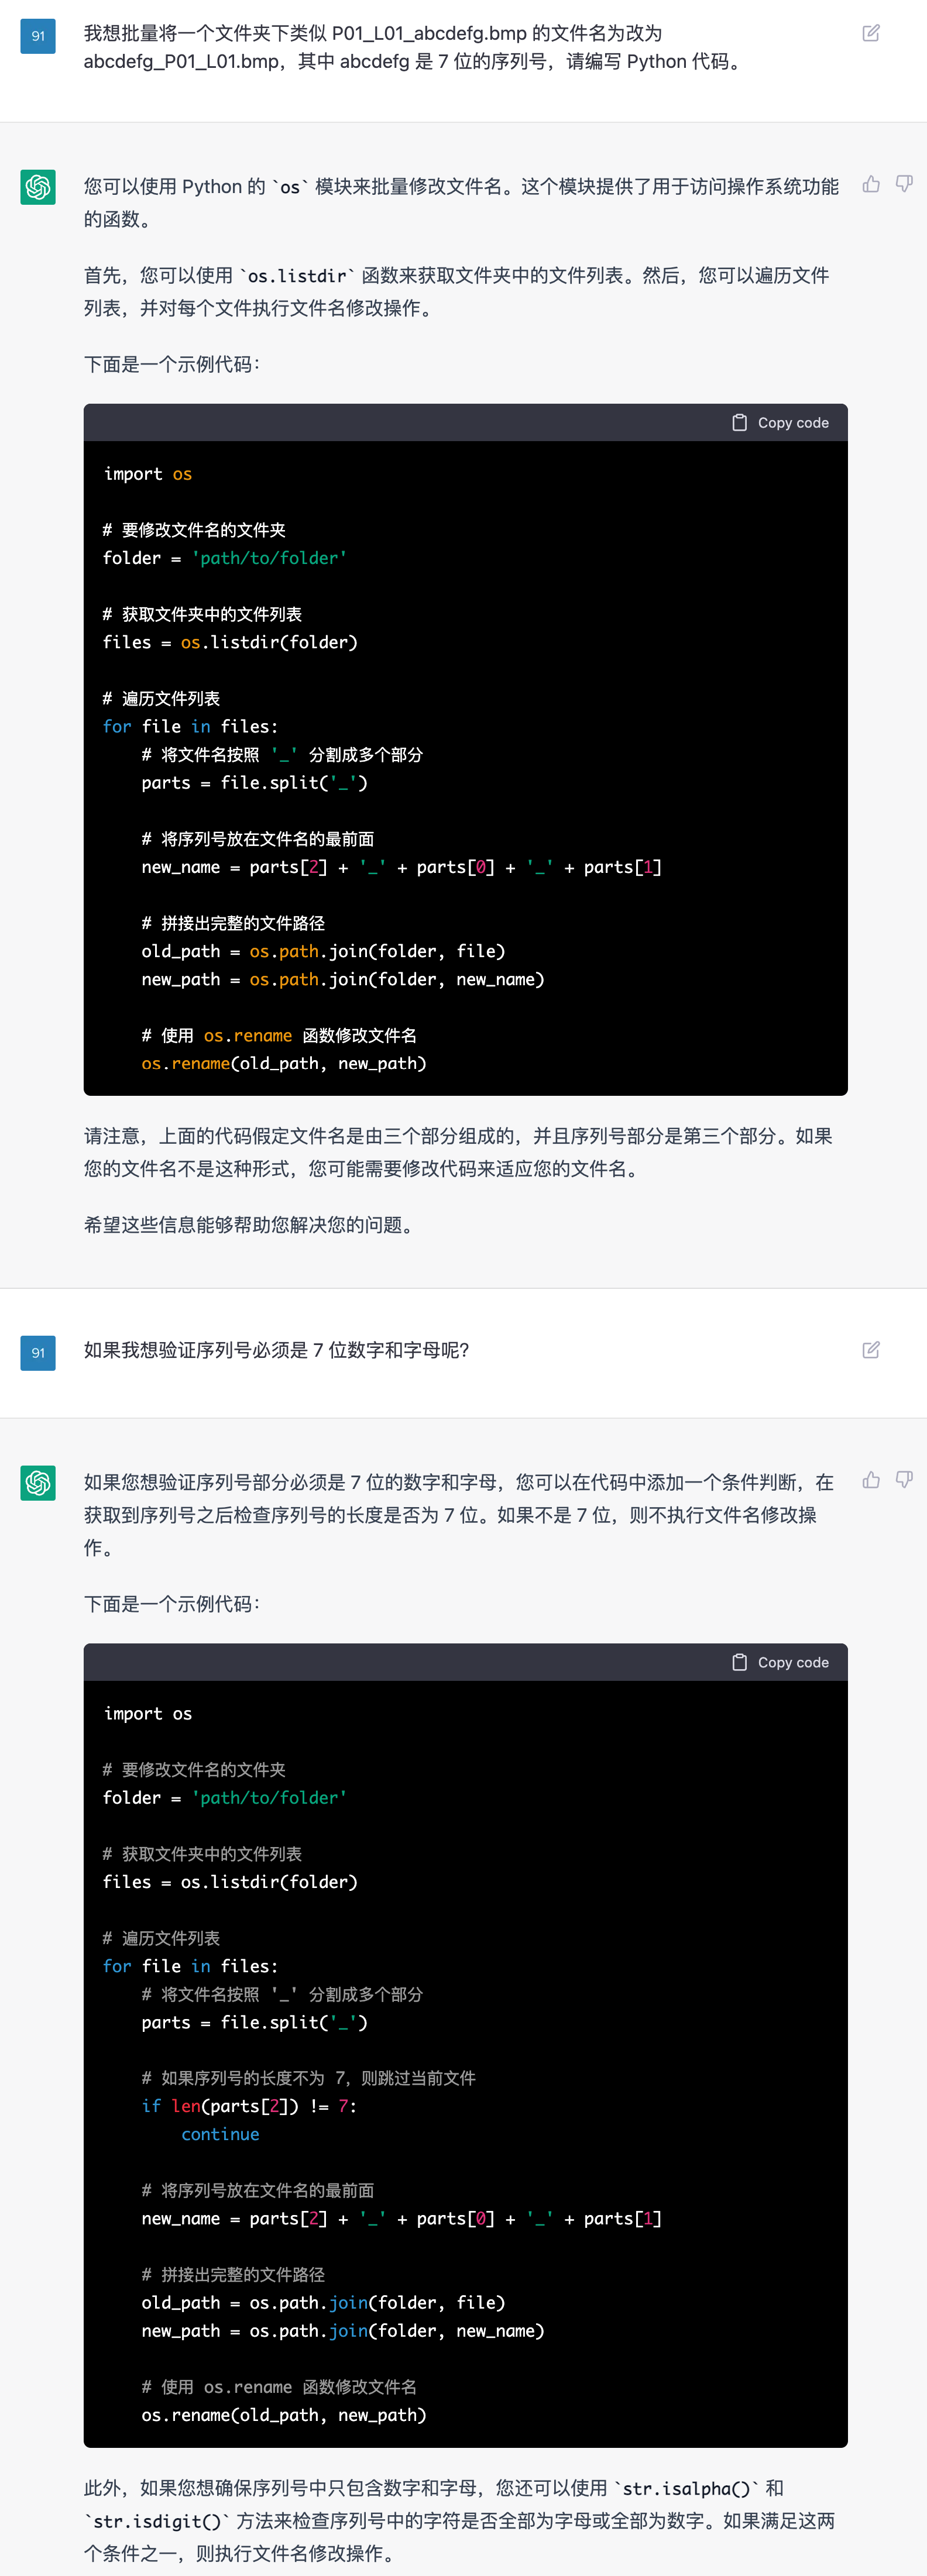 91
我想批量将一个文件夹下类似 P01_L01_abcdefg.bmp 的文件名为改为
abcdefg_P01_L01.bmp，其中 abcdefg 是 7 位的序列号，请编写 Python 代码。
您可以使用 Python 的 `os` 模块来批量修改文件名。这个模块提供了用于访问操作系统功能
的函数。
首先，您可以使用 `os.listdir` 函数来获取文件夹中的文件列表。然后，您可以遍历文件
列表，并对每个文件执行文件名修改操作。
下面是一个示例代码：
Copy code
import os
# 要修改文件名的文件夹
folder = 'path/to/folder'
# 获取文件夹中的文件列表
files = os.listdir(folder)
# 遍历文件列表
for file in files:
    # 将文件名按照 '_' 分割成多个部分
    parts = file.split('_')
    # 将序列号放在文件名的最前面
    new_name = parts[2] + '_' + parts[0] + '_' + parts[1]
    # 拼接出完整的文件路径
    old_path = os.path.join(folder, file)
    new_path = os.path.join(folder, new_name)
    # 使用 os.rename 函数修改文件名
    os.rename(old_path, new_path)
请注意，上面的代码假定文件名是由三个部分组成的，并且序列号部分是第三个部分。如果
您的文件名不是这种形式，您可能需要修改代码来适应您的文件名。
希望这些信息能够帮助您解决您的问题。
91
如果我想验证序列号必须是 7 位数字和字母呢？
如果您想验证序列号部分必须是 7 位的数字和字母，您可以在代码中添加一个条件判断，在
获取到序列号之后检查序列号的长度是否为 7 位。如果不是 7 位，则不执行文件名修改操
作。
下面是一个示例代码：
Copy code
import os
# 要修改文件名的文件夹
folder = 'path/to/folder'
# 获取文件夹中的文件列表
files = os.listdir(folder)
# 遍历文件列表
for file in files:
    # 将文件名按照 '_' 分割成多个部分
    parts = file.split('_')
    # 如果序列号的长度不为 7，则跳过当前文件
    if len(parts[2]) != 7:
        continue
    # 将序列号放在文件名的最前面
    new_name = parts[2] + '_' + parts[0] + '_' + parts[1]
    # 拼接出完整的文件路径
    old_path = os.path.join(folder, file)
    new_path = os.path.join(folder, new_name)
    # 使用 os.rename 函数修改文件名
    os.rename(old_path, new_path)
此外，如果您想确保序列号中只包含数字和字母，您还可以使用 `str.isalpha()` 和
`str.isdigit()` 方法来检查序列号中的字符是否全部为字母或全部为数字。如果满足这两
个条件之一，则执行文件名修改操作。